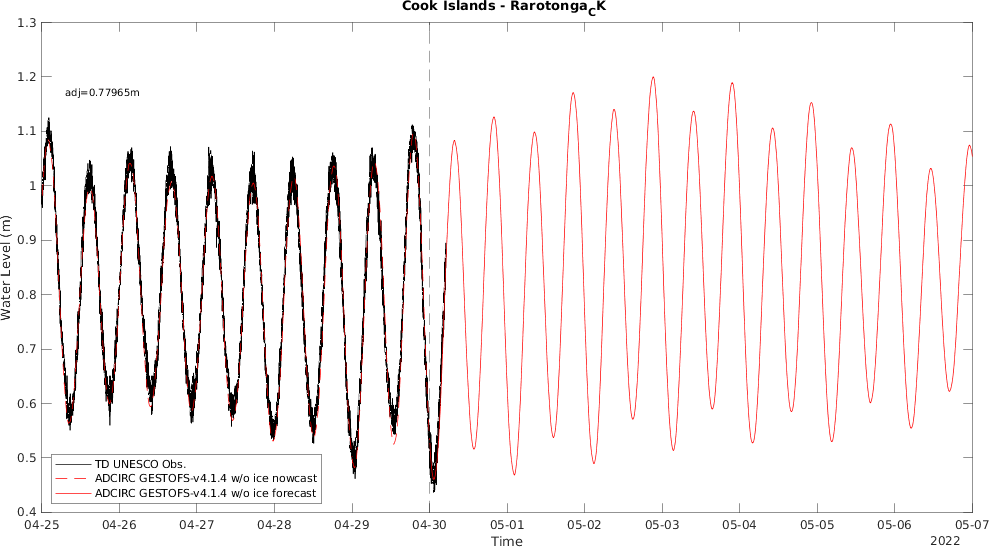 Cook Islands - Rarotonga_CK
1.3
1.2
1.1
1
0.9
0.8
0.7
0.6
0.5
0.4
Water Level (m)
adj=0.77965m
TD UNESCO Obs.
ADCIRC GESTOFS-v4.1.4 w/o ice nowcast
ADCIRC GESTOFS-v4.1.4 w/o ice forecast
04-25 04-26 04-27 04-28 04-29 04-30 05-01 05-02 05-03 05-04 05-05 05-06 05-07
Time
2022